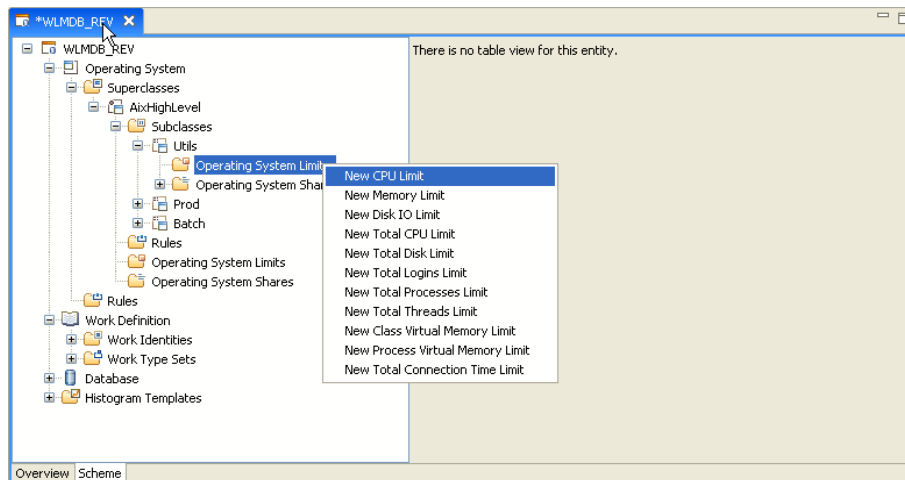 *WLMDB_REV
WLMDB_REV
There is no table view for this entity.
Operating System
Superclasses
AixHighLevel
Subclasses
Utils
Operating System Limit
Operating System Shar
Prod
Batch
Rules
Operating System Limits
Operating System Shares
Rules
Work Definition
Work Identities
Work Type Sets
Database
Histogram Templates
New CPU Limit
New Memory Limit
New Disk IO Limit
New Total CPU Limit
New Total Disk Limit
New Total Logins Limit
New Total Processes Limit
New Total Threads Limit
New Class Virtual Memory Limit
New Process Virtual Memory Limit
New Total Connection Time Limit
Overview Scheme